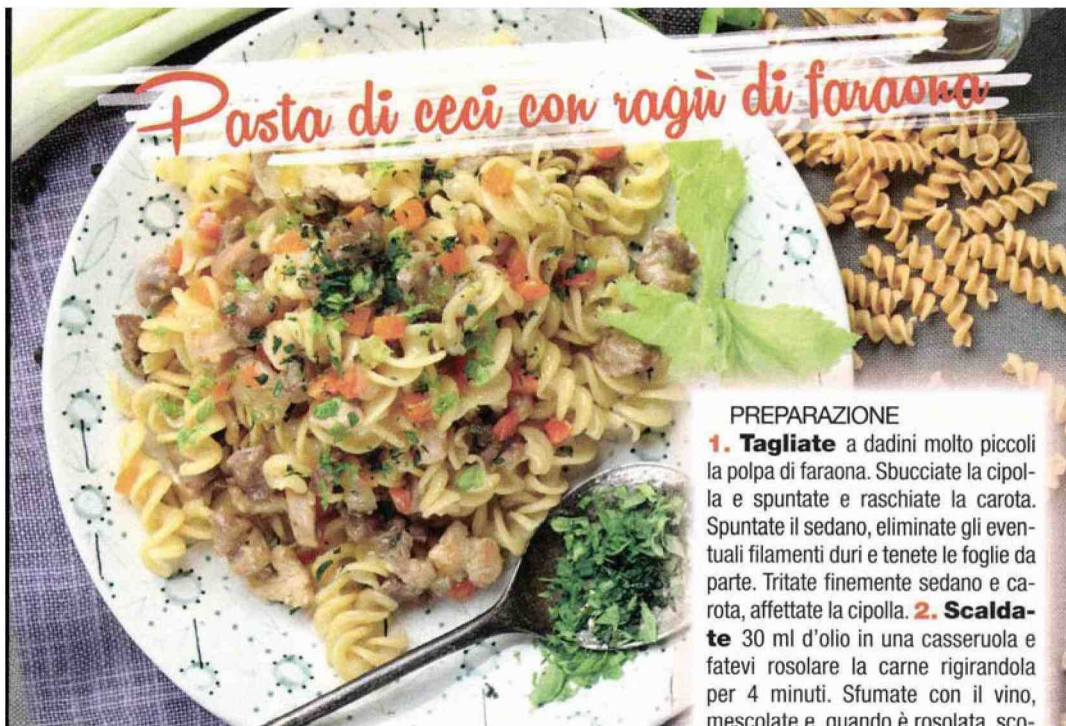 Pasta di ceci con ragù di faraona
PREPARAZIONE
1. Tagliate a dadini molto piccoli
la polpa di faraona. Sbucciate la cipol-
la e spuntate e raschiate la carota.
Spuntate il sedano, eliminate gli even-
tuali filamenti duri e tenete le foglie da
parte. Tritate finemente sedano e ca-
rota, affettate la cipolla. 2. Scalda-
te 30 ml d'olio in una casseruola e
fatevi rosolare la carne rigirandola
per 4 minuti. Sfumate con il vino,
mescolate e, quando è rosolata, sco-